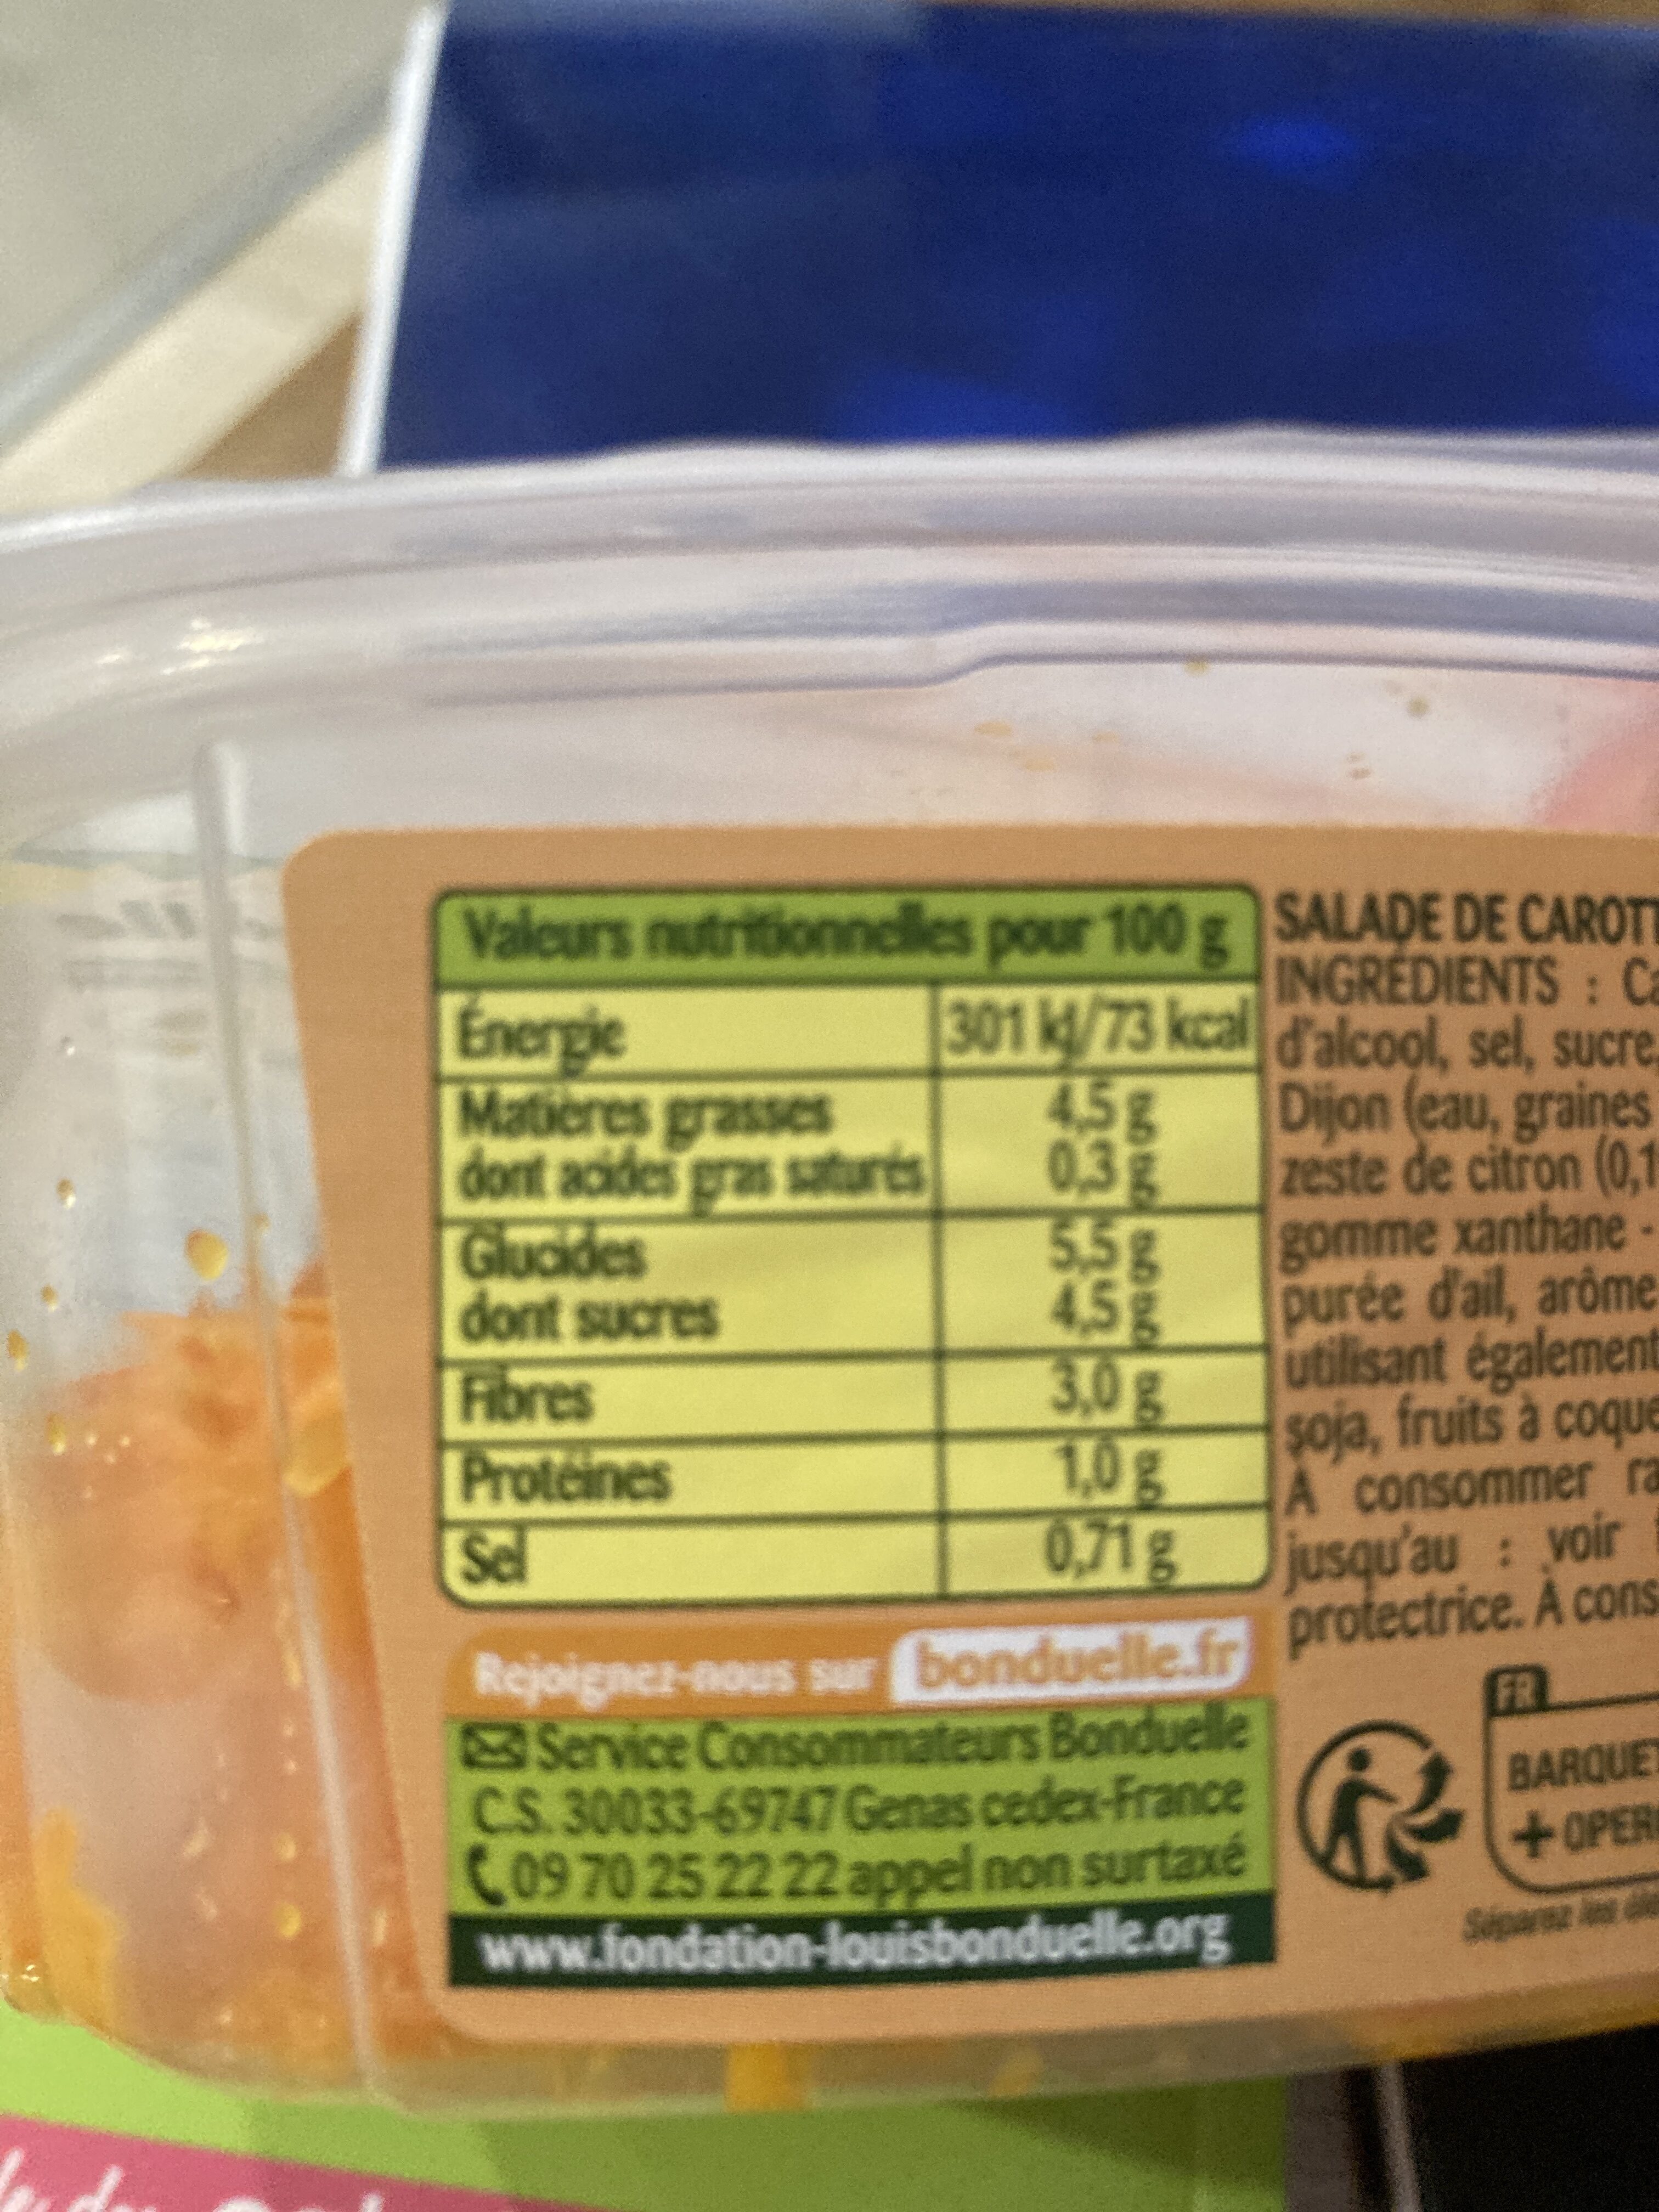 Valeurs nutritionnelles pour 100 g
Énergie 301 kJ/73 kcal
Matières grasses 4,5 g
dont acides gras saturés 0,3 g
Glucides 5,5 g
dont sucres 4,5 g
Fibres 3,0 g
Protéines 1,0 g
Sel 0,71 g
Rejoignez-nous sur bonduelle.fr
Service Consommateurs Bonduelle
C.S. 30033-69747 Genas cedex-France
09 70 25 22 22 appel non surtaxé
www.fondation-louisbonduelle.org
SALADE DE CAROTT
INGRÉDIENTS : Ca
d'alcool, sel, sucre,
Dijon (eau, graines
zeste de citron (0,1
gomme xanthane -
purée d'ail, arôme
utilisant également
soja, fruits à coque
À consommer ra
jusqu'au : voir
protectrice. À cons
FR
BARQUET
+ OPER
Séparez les